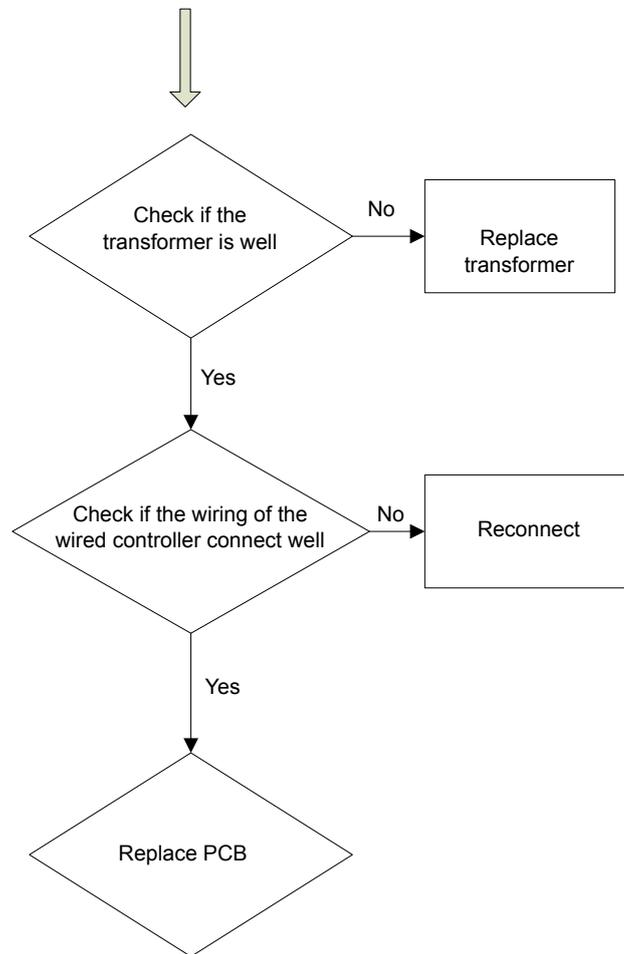 Check if the
transformer is well
No
Replace
transformer
Yes
Check if the wiring of the
wired controller connect well
No
Reconnect
Yes
Replace PCB